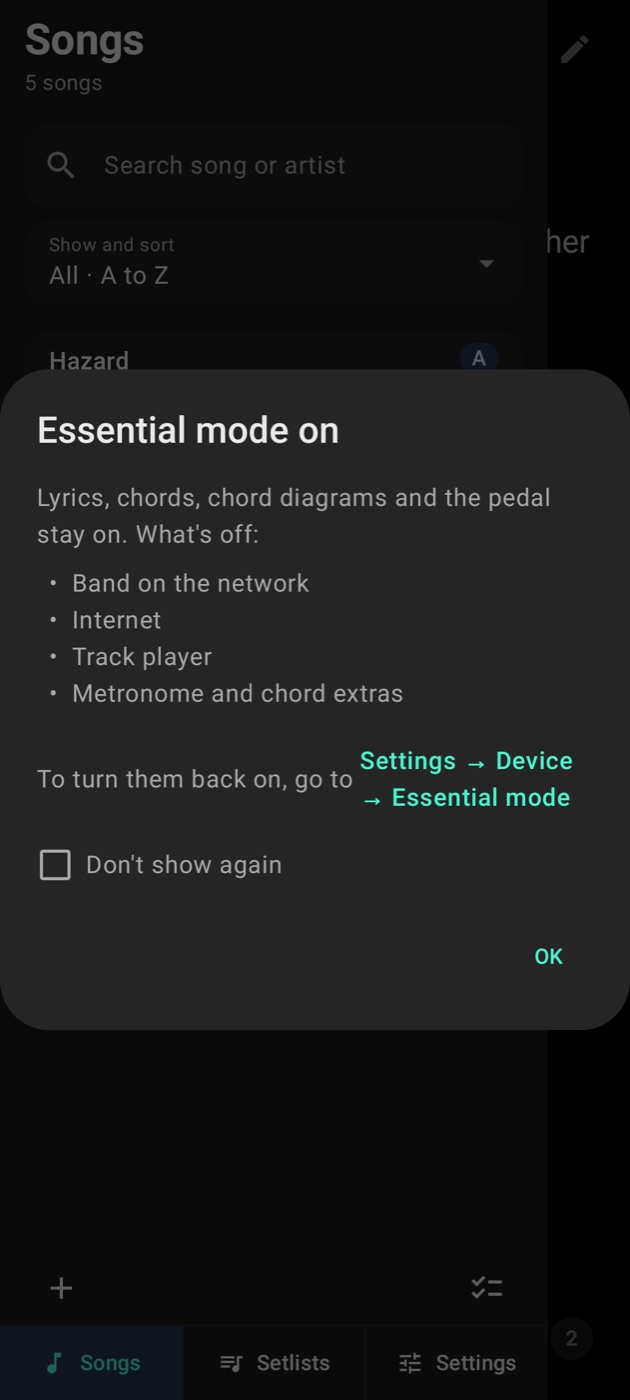 Songs
5 songs
Search song or artist
Show and sort
All · A to Z
her
Hazard
A
Essential mode on
Lyrics, chords, chord diagrams and the pedal
stay on. What's off:
• Band on the network
• Internet
• Track player
• Metronome and chord extras
To turn them back on, go to Settings → Device
→ Essential mode
Don't show again
OK
2
Songs
Setlists
Settings